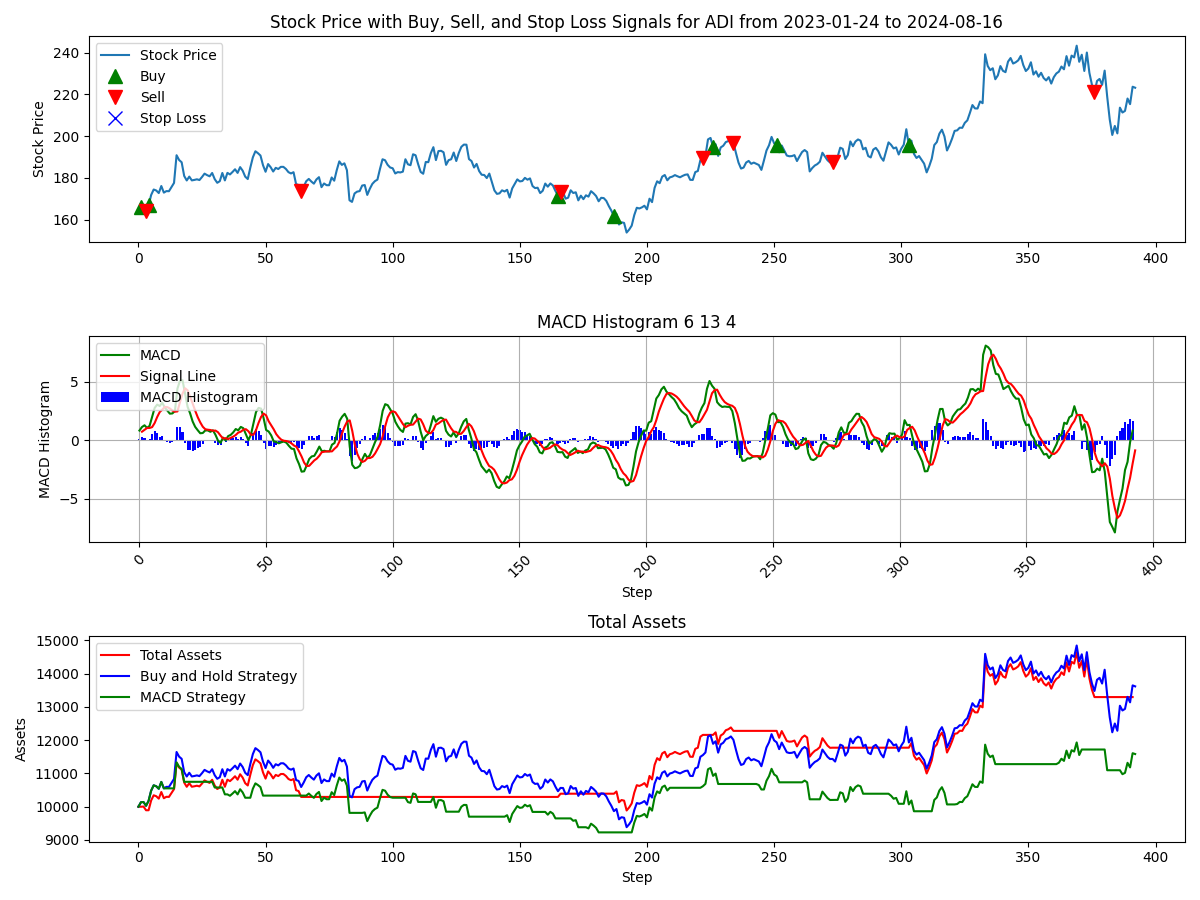 Stock Price with Buy, Sell, and Stop Loss Signals for ADI from 2023-01-24 to 2024-08-16
Stock Price
Buy
Sell
Stop Loss
240
220
200
180
160
Stock Price
0 50 100 150 200 250 300 350 400
Step
MACD Histogram 6 13 4
MACD
Signal Line
MACD Histogram
5
0
−5
MACD Histogram
0 50 100 150 200 250 300 350 400
Step
Total Assets
Total Assets
Buy and Hold Strategy
MACD Strategy
15000
14000
13000
12000
11000
10000
9000
Assets
0 50 100 150 200 250 300 350 400
Step